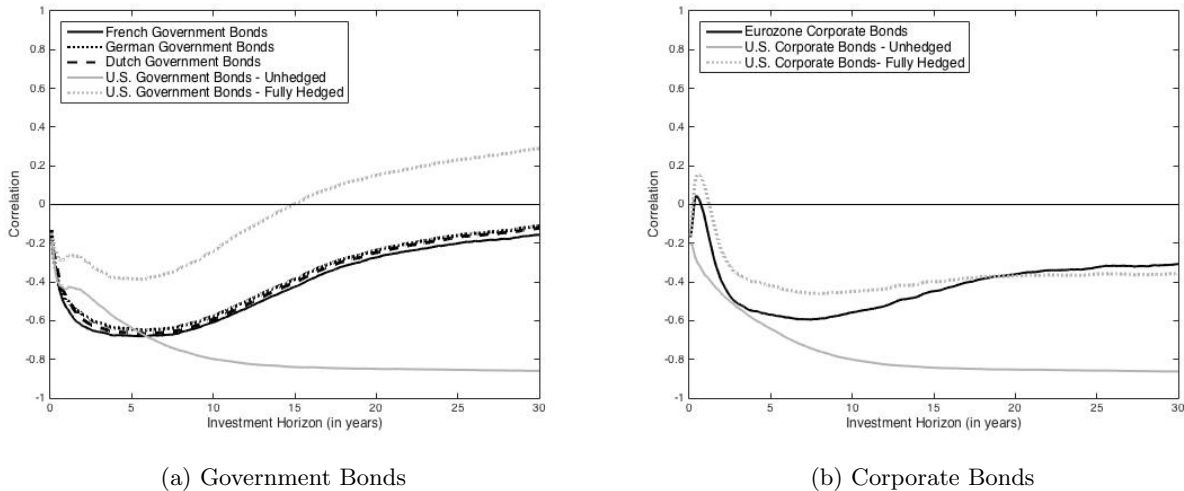 1
0.8
0.6
0.4
0.2
0
-0.2
-0.4
-0.6
-0.8
-1
Correlation
French Government Bonds
German Government Bonds
Dutch Government Bonds
U.S. Government Bonds - Unhedged
U.S. Government Bonds - Fully Hedged
0 5 10 15 20 25 30
Investment Horizon (in years)
(a) Government Bonds
1
0.8
0.6
0.4
0.2
0
-0.2
-0.4
-0.6
-0.8
-1
Correlation
Eurozone Corporate Bonds
U.S. Corporate Bonds - Unhedged
U.S. Corporate Bonds- Fully Hedged
0 5 10 15 20 25 30
Investment Horizon (in years)
(b) Corporate Bonds